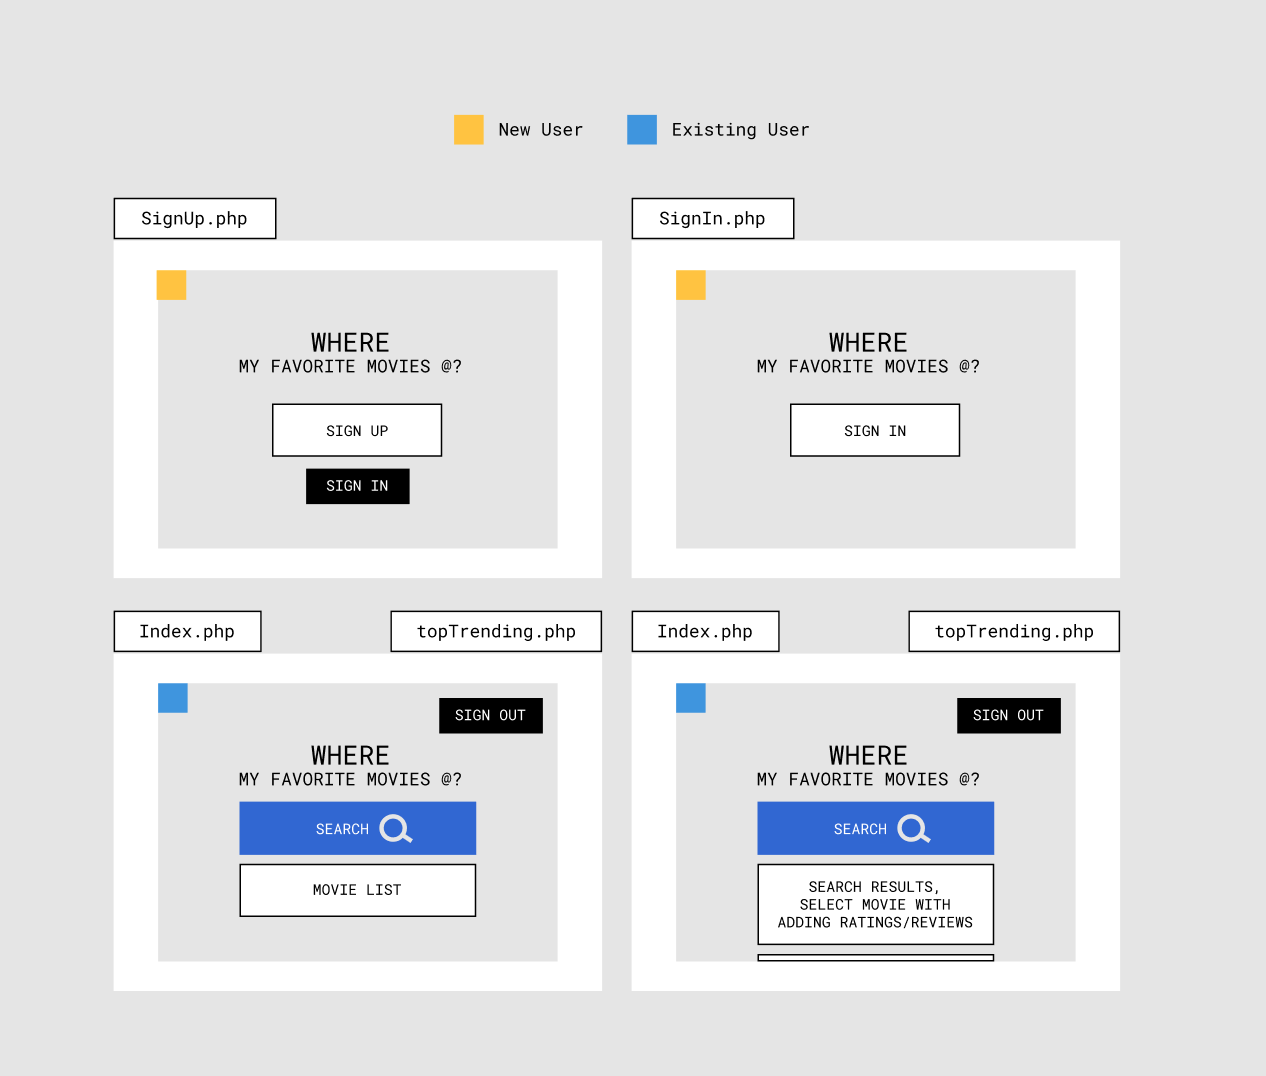 New User
Existing User
SignUp.php
SignIn.php
WHERE
MY FAVORITE MOVIES @?
SIGN UP
SIGN IN
WHERE
MY FAVORITE MOVIES @?
SIGN IN
Index.php
topTrending.php
Index.php
topTrending.php
SIGN OUT
WHERE
MY FAVORITE MOVIES @?
SEARCH
MOVIE LIST
SIGN OUT
WHERE
MY FAVORITE MOVIES @?
SEARCH
SEARCH RESULTS,
SELECT MOVIE WITH
ADDING RATINGS/REVIEWS